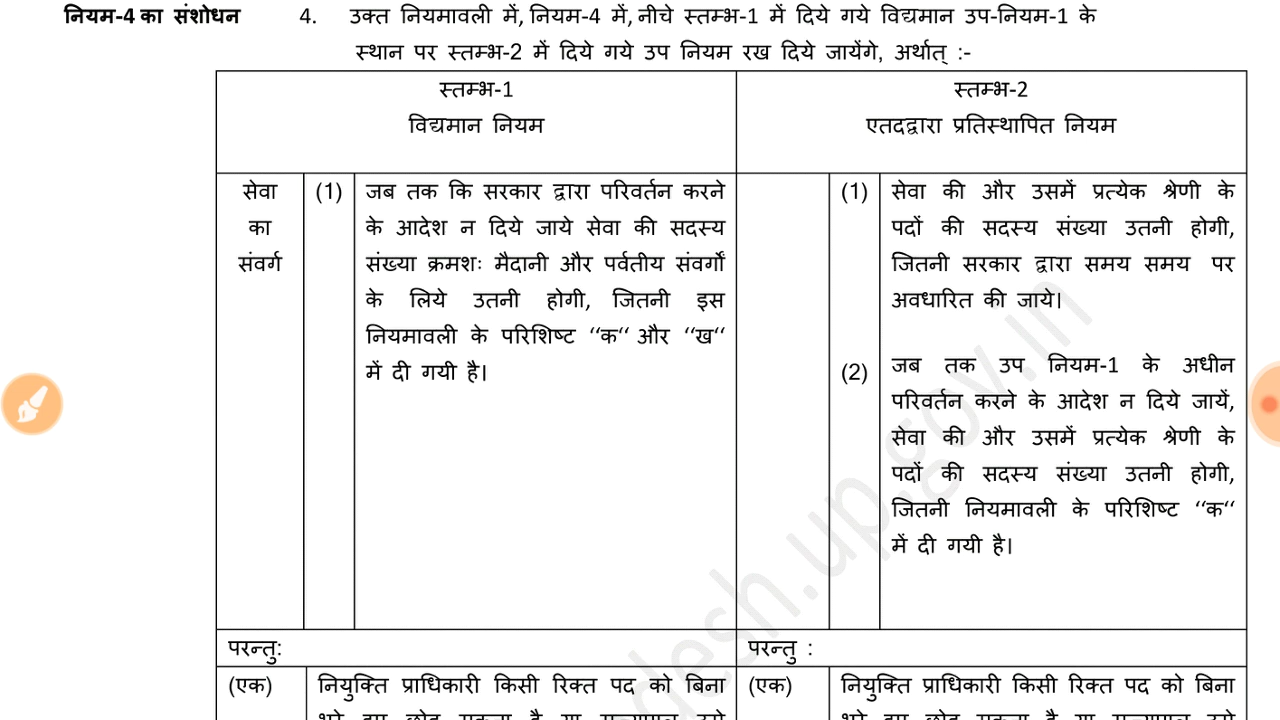 नियम-4 का संशोधन 4. उक्त नियमावली में, नियम-4 में, नीचे स्तम्भ-1 में दिये गये विद्यमान उप-नियम-1 के
स्थान पर स्तम्भ-2 में दिये गये उप नियम रख दिये जायेंगे, अर्थात् :-
स्तम्भ-1
विद्यमान नियम
स्तम्भ-2
एतदद्वारा प्रतिस्थापित नियम
सेवा
का
संवर्ग
(1) जब तक कि सरकार द्वारा परिवर्तन करने
के आदेश न दिये जाये सेवा की सदस्य
संख्या क्रमशः मैदानी और पर्वतीय संवर्गों
के लिये उतनी होगी, जितनी इस
नियमावली के परिशिष्ट ‘‘क‘‘ और ‘‘ख‘‘
में दी गयी है।
(1) सेवा की और उसमें प्रत्येक श्रेणी के
पदों की सदस्य संख्या उतनी होगी,
जितनी सरकार द्वारा समय समय पर
अवधारित की जाये।
(2) जब तक उप नियम-1 के अधीन
परिवर्तन करने के आदेश न दिये जायें,
सेवा की और उसमें प्रत्येक श्रेणी के
पदों की सदस्य संख्या उतनी होगी,
जितनी नियमावली के परिशिष्ट ‘‘क‘‘
में दी गयी है।
परन्तु:
परन्तु :
(एक) नियुक्ति प्राधिकारी किसी रिक्त पद को बिना
(एक) नियुक्ति प्राधिकारी किसी रिक्त पद को बिना
desh.up.gov.in